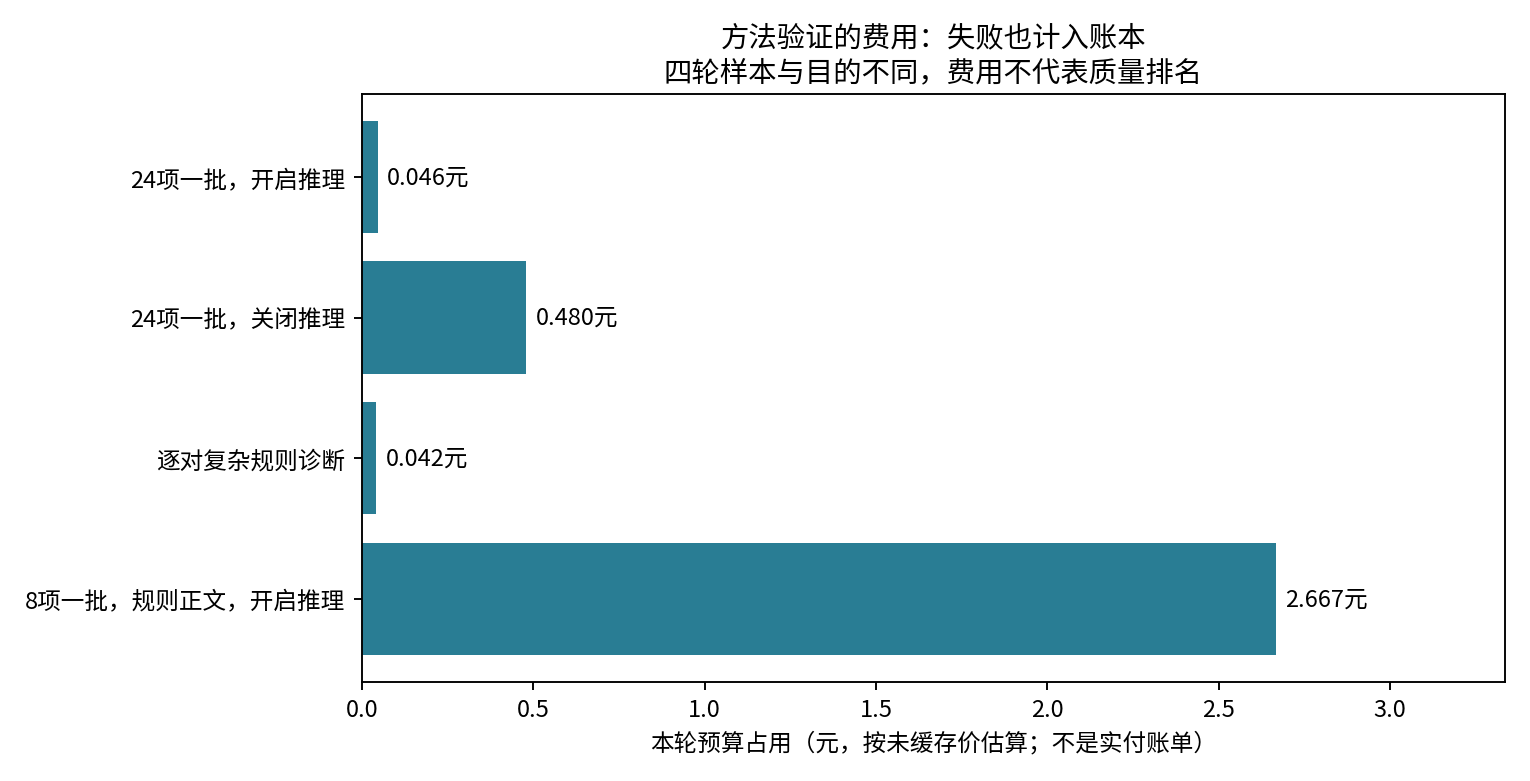 方法验证的费用：失败也计入账本
四轮样本与目的不同，费用不代表质量排名
24项一批，开启推理
0.046元
24项一批，关闭推理
0.480元
逐对复杂规则诊断
0.042元
8项一批，规则正文，开启推理
2.667元
0.0 0.5 1.0 1.5 2.0 2.5 3.0
本轮预算占用（元，按未缓存价估算；不是实付账单）